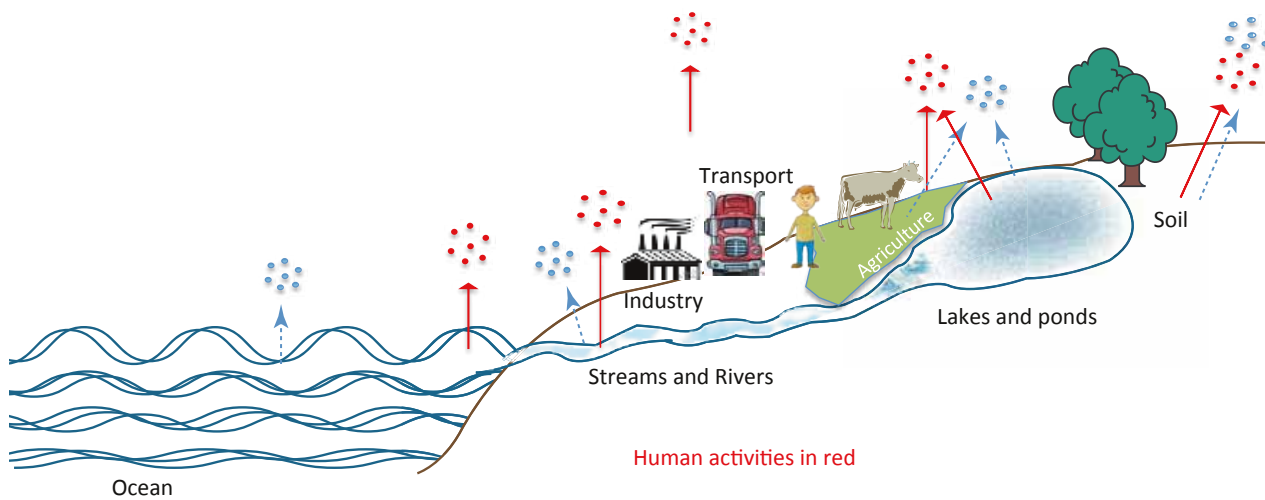 Transport
Agriculture
Soil
Industry
Lakes and ponds
Streams and Rivers
Human activities in red
Ocean